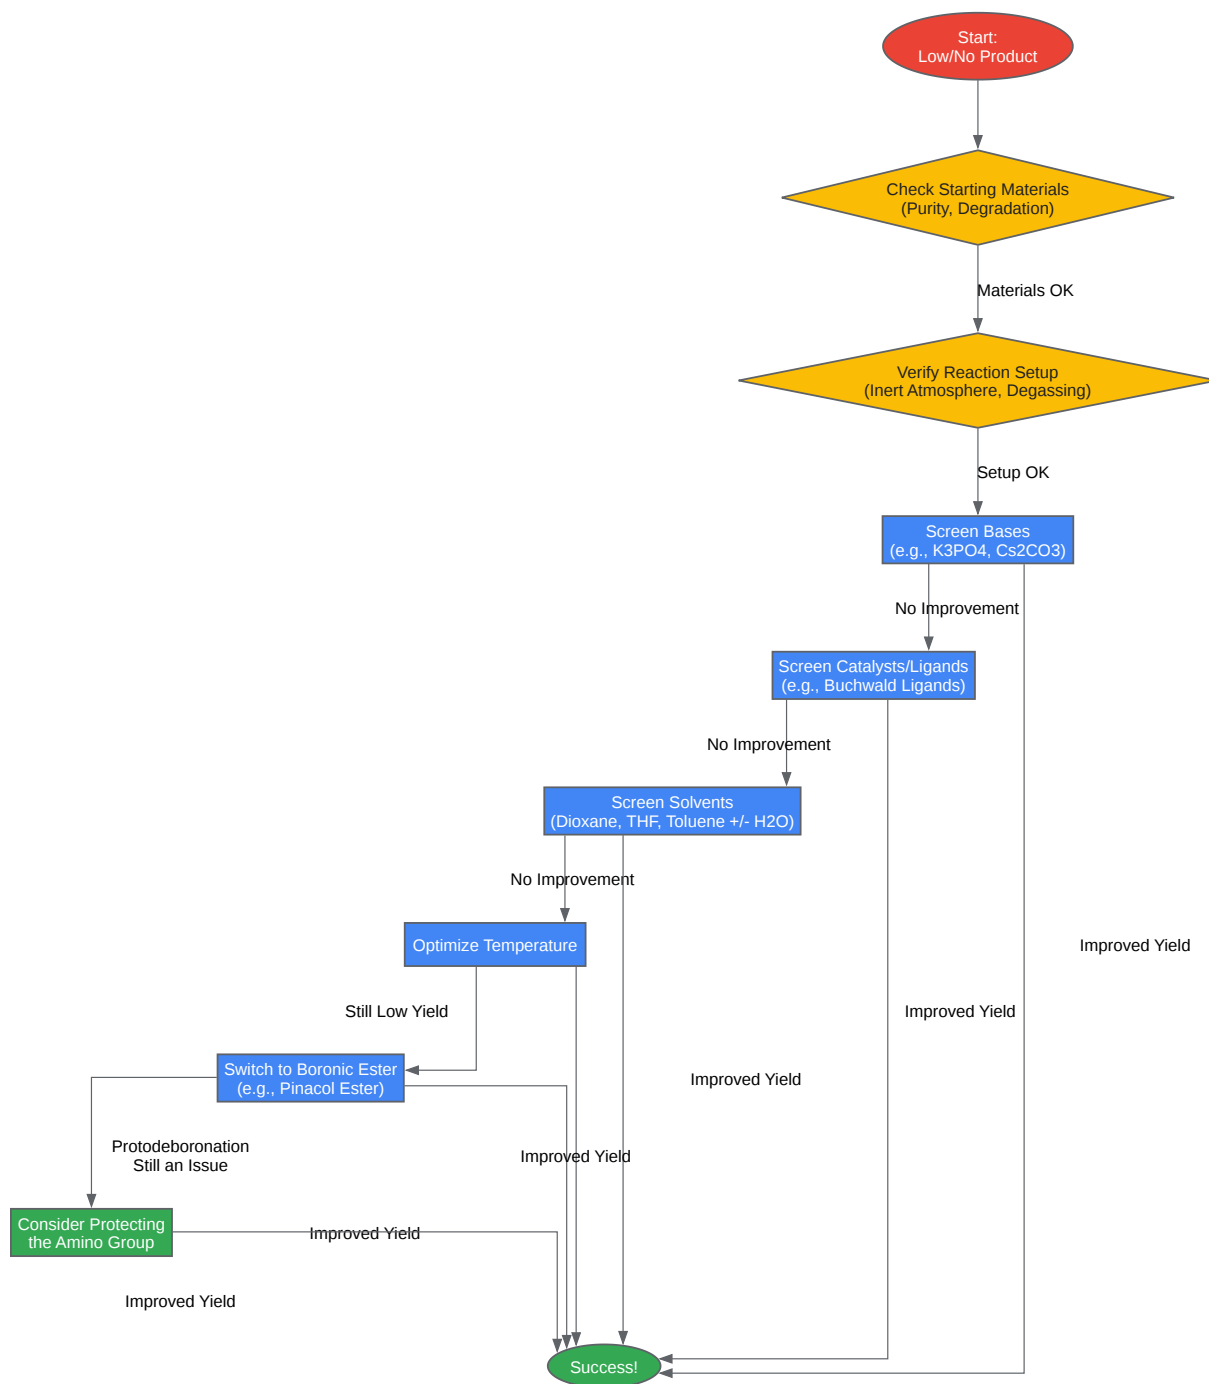 Start:
Low/No Product
Check Starting Materials
(Purity, Degradation)
Materials OK
Verify Reaction Setup
(Inert Atmosphere, Degassing)
Setup OK
Screen Bases
(e.g., K3PO4, Cs2CO3)
No Improvement
Screen Catalysts/Ligands
(e.g., Buchwald Ligands)
No Improvement
Screen Solvents
(Dioxane, THF, Toluene +/- H2O)
No Improvement
Optimize Temperature
Improved Yield
Still Low Yield
Improved Yield
Switch to Boronic Ester
(e.g., Pinacol Ester)
Improved Yield
Protodeboronation
Still an Issue
Improved Yield
Consider Protecting
the Amino Group
Improved Yield
Improved Yield
Success!